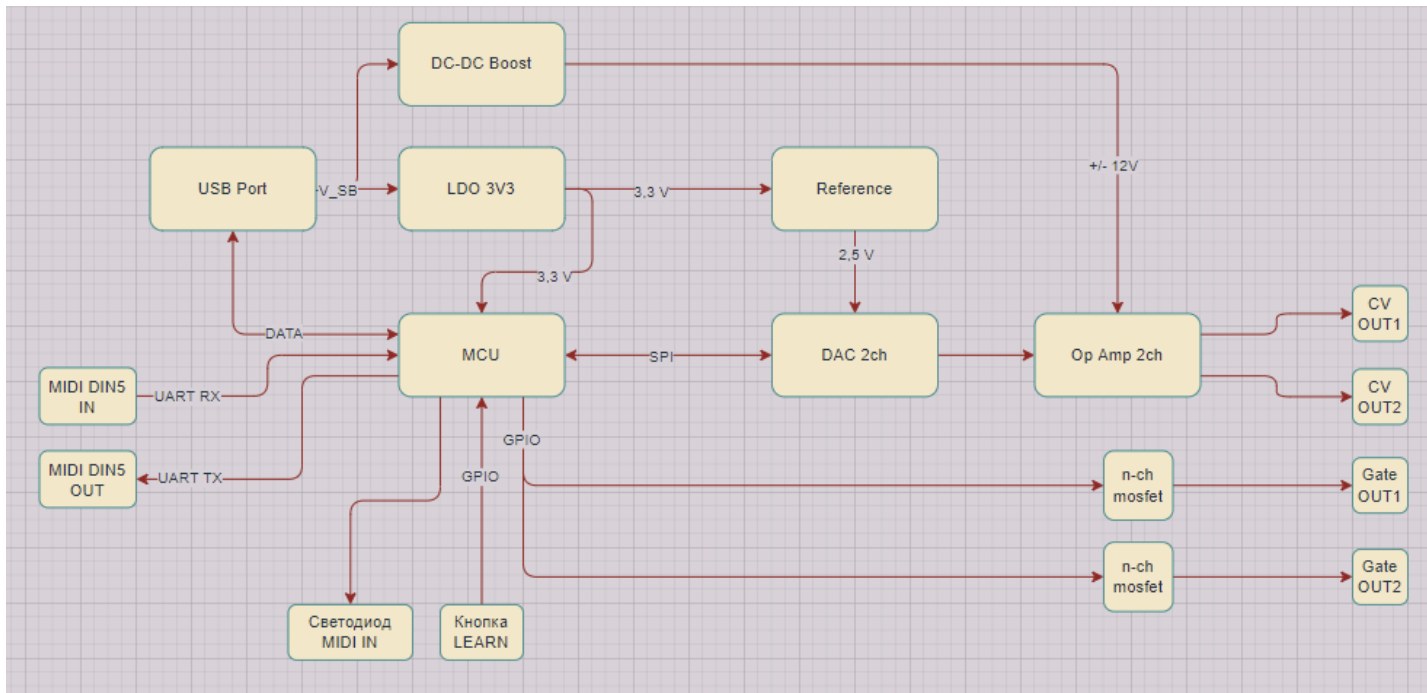 DC-DC Boost
USB Port
V_SB
LDO 3V3
3,3 V
Reference
+/- 12V
2,5 V
3,3 V
DATA
MCU
SPI
DAC 2ch
Op Amp 2ch
CV
OUT1
MIDI DIN5
IN
UART RX
CV
OUT2
GPIO
MIDI DIN5
OUT
UART TX
GPIO
n-ch
mosfet
Gate
OUT1
n-ch
mosfet
Gate
OUT2
Светодиод
MIDI IN
Кнопка
LEARN